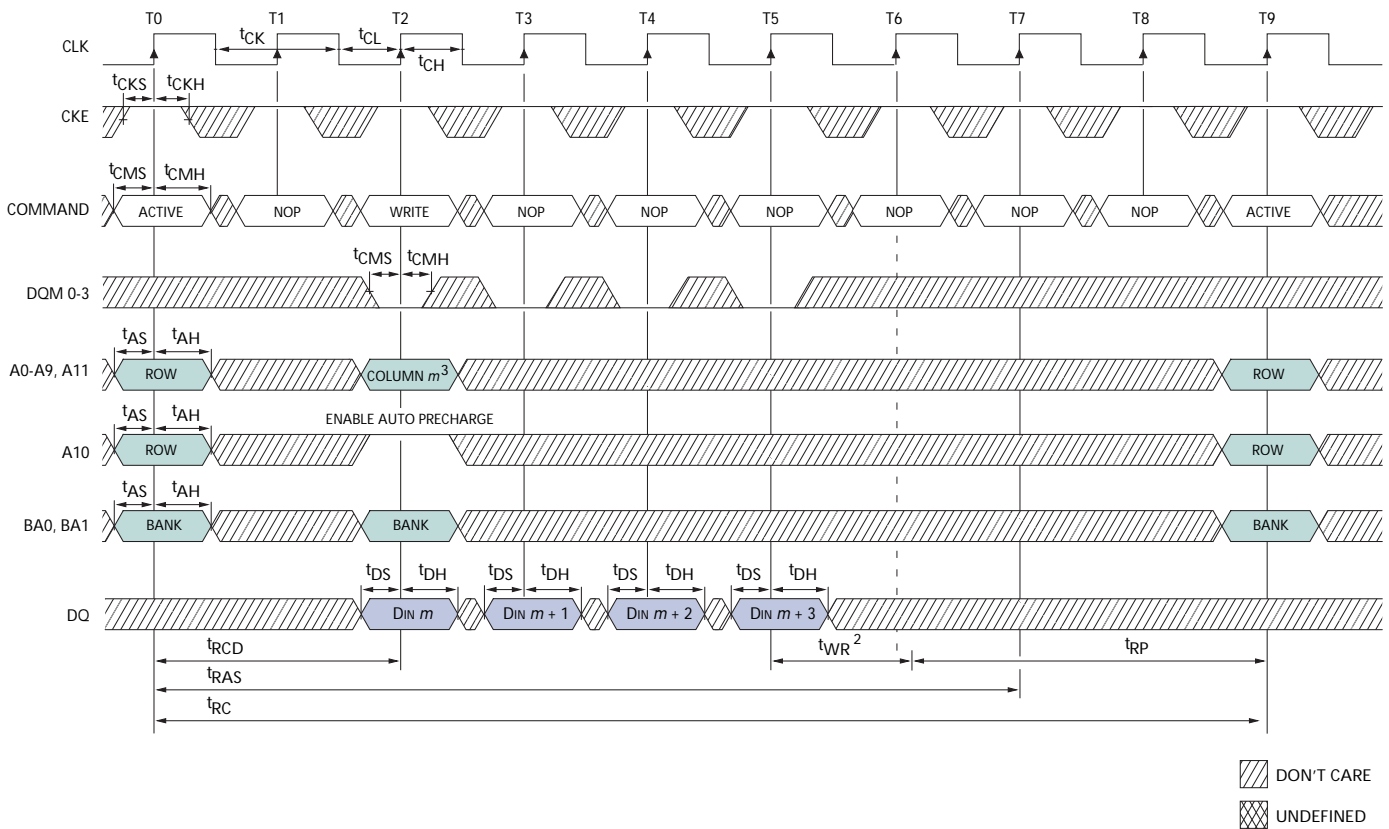 T0 T1 T2 T3 T4 T5 T6 T7 T8 T9
CLK
tCK tCL
tCH
tCKS tCKH
CKE
tCMS tCMH
COMMAND ACTIVE NOP WRITE NOP NOP NOP NOP NOP NOP ACTIVE
tCMS tCMH
DQM 0-3
tAS tAH
A0-A9, A11 ROW COLUMN m3 ROW
ENABLE AUTO PRECHARGE
tAS tAH
A10 ROW ROW
tAS tAH
BA0, BA1 BANK BANK BANK
tDS tDH tDS tDH tDS tDH tDS tDH
DQ DIN m DIN m + 1 DIN m + 2 DIN m + 3
tRCD tWR 2 tRP
tRAS
tRC
DON'T CARE
UNDEFINED